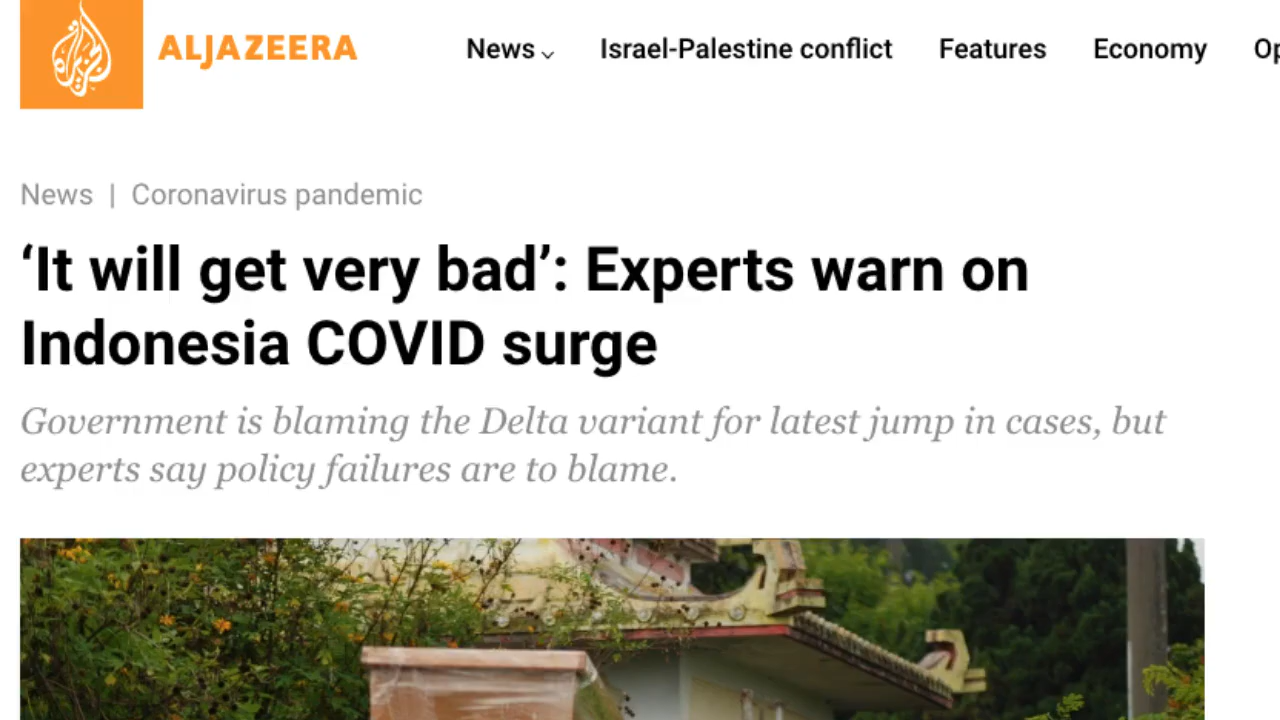 ALJAZEERA
News
Israel-Palestine conflict
Features
Economy
News | Coronavirus pandemic
‘It will get very bad’: Experts warn on
Indonesia COVID surge
Government is blaming the Delta variant for latest jump in cases, but
experts say policy failures are to blame.